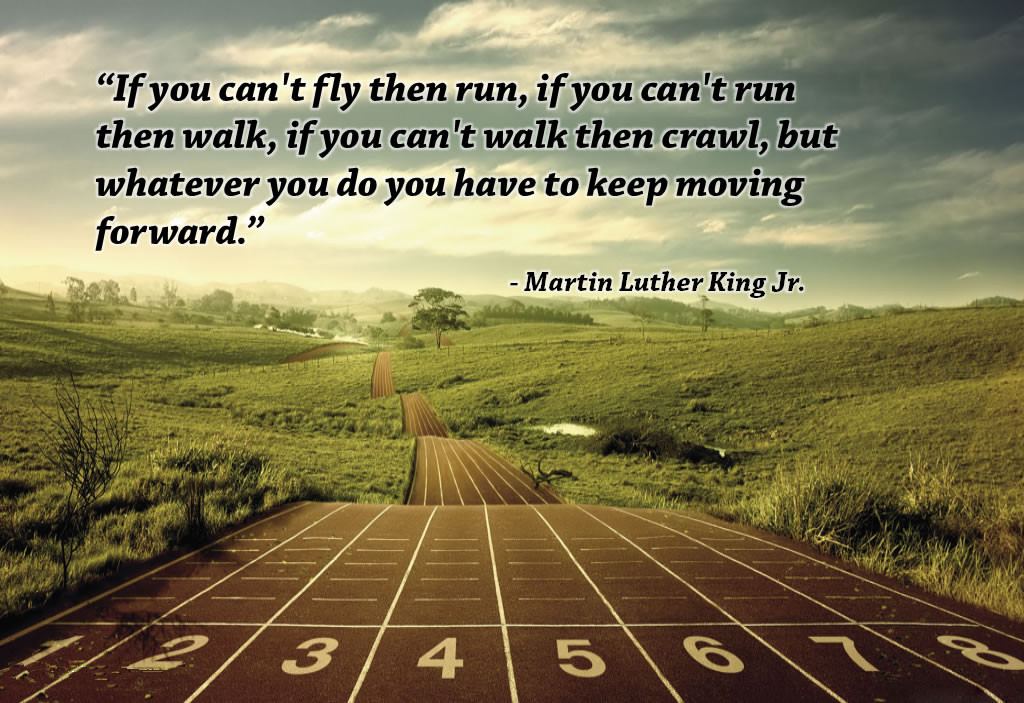 “If you can't fly then run, if you can't run
then walk, if you can't walk then crawl, but
whatever you do you have to keep moving
forward.”
- Martin Luther King Jr.
1 2 3 4 5 6 7 8